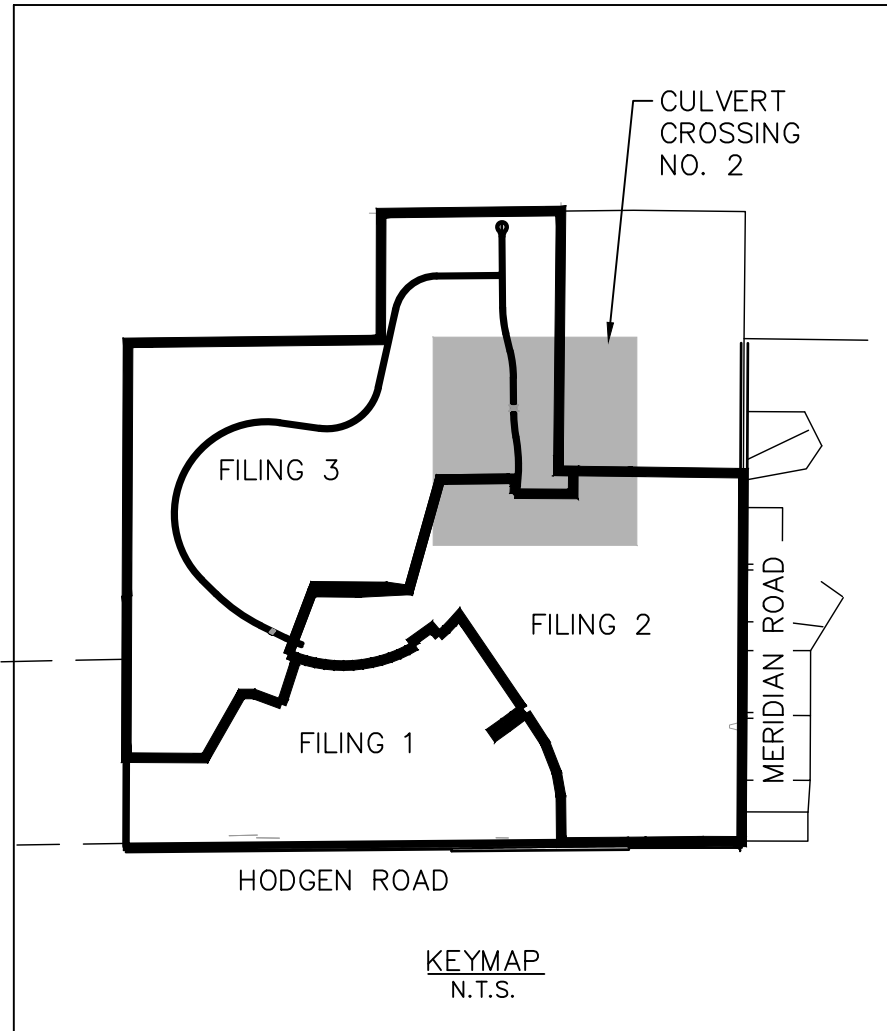 CULVERT
CROSSING
NO. 2
FILING 3
FILING 2
MERIDIAN ROAD
FILING 1
HODGEN ROAD
KEYMAP
N.T.S.